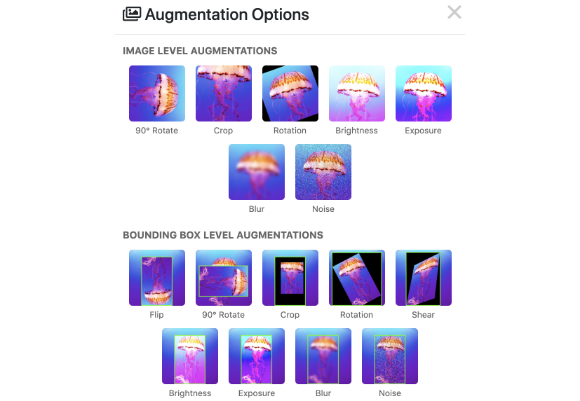 Augmentation Options
IMAGE LEVEL AUGMENTATIONS
90° Rotate Crop Rotation Brightness Exposure
Blur Noise
BOUNDING BOX LEVEL AUGMENTATIONS
Flip 90° Rotate Crop Rotation Shear
Brightness Exposure Blur Noise